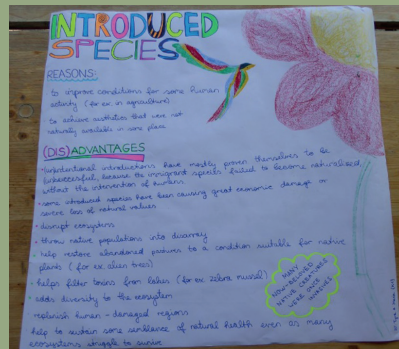 INTRODUCED
SPECIES
REASONS:
to improve conditions for some human
activity (for ex. in agriculture)
to achieve aesthetics that were not
naturally available in some place
(DIS)ADVANTAGES
• unintentional introductions have mostly proven themselves to be
unsuccessful, because the immigrant species failed to become naturalized,
without the intervention of humans
• some introduced species have been causing great economic damage or
severe loss of natural values
• disrupt ecosystems
• throw native populations into disarray
• help restore abandoned pastures to a condition suitable for native
plants (for ex. alien trees)
• helps filter toxins from lakes (for ex. zebra mussel)
• adds diversity to the ecosystem
replenish human-damaged regions
help to sustain some semblance of natural health even as many
ecosystems struggle to survive
MANY
NOW-BELOVED
NATIVE CREATURES
WERE ONCE
INVADERS